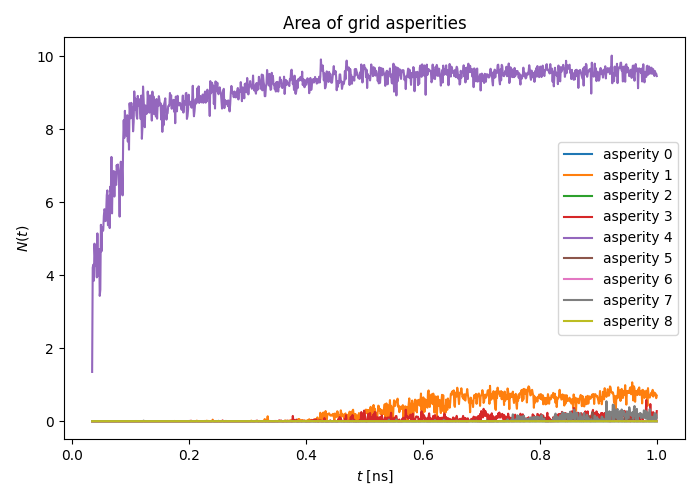 Area of grid asperities
N(t)
10
8
6
4
2
0
asperity 0
asperity 1
asperity 2
asperity 3
asperity 4
asperity 5
asperity 6
asperity 7
asperity 8
0.0 0.2 0.4 0.6 0.8 1.0
t [ns]